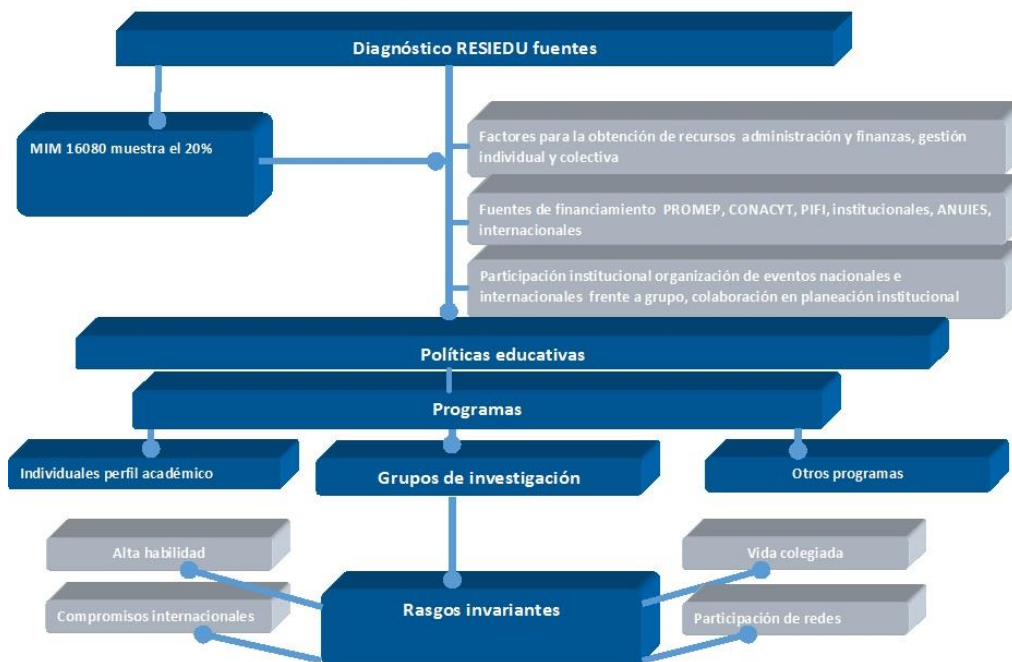 Diagnóstico RESIEDU fuentes
MIM 16080 muestra el 20%
Factores para la obtención de recursos administración y finanzas, gestión
individual y colectiva
Fuentes de financiamiento PROMEP, CONACYT, PIFI, institucionales, ANUIES,
internacionales
Participación institucional organización de eventos nacionales e
internacionales frente a grupo, colaboración en planeación institucional
Políticas educativas
Programas
Individuales perfil académico
Grupos de investigación
Otros programas
Alta habilidad
Vida colegiada
Compromisos internacionales
Rasgos invariantes
Participación de redes